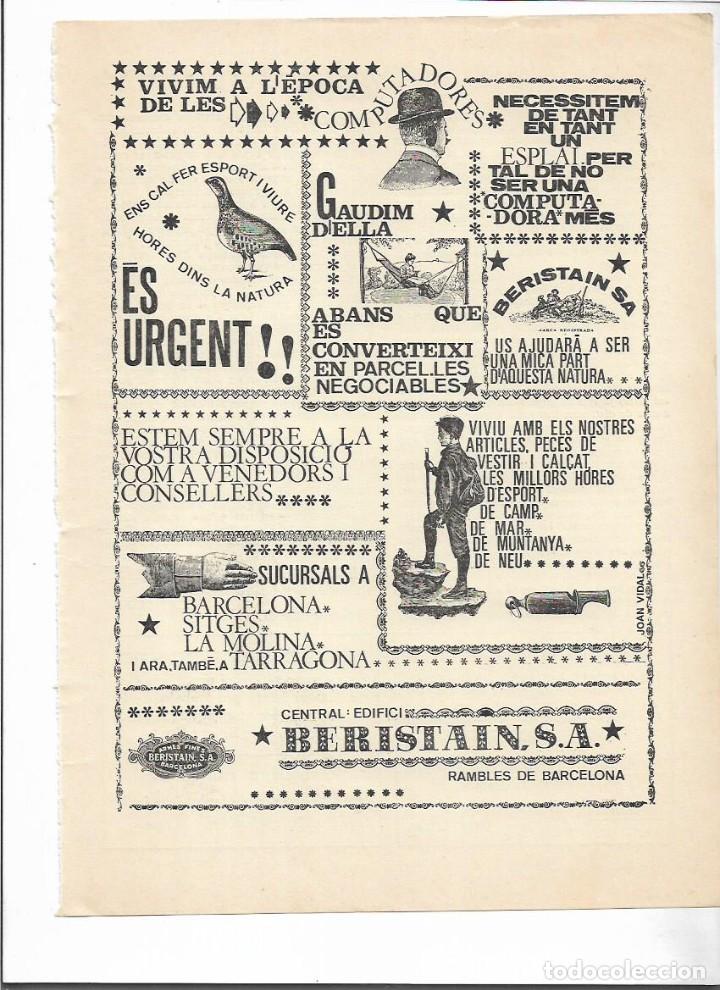 VIVIM A L'ÈPOCA
DE LES
COMPUTADORES
NECESSITEM
DE TANT
EN TANT
UN
ESPLAI, PER
TAL DE NO
SER UNA
COMPUTA-
-DORA MÉS
ENS CAL FER ESPORT I VIURE
HORES DINS LA NATURA
ÉS
URGENT!!
GAUDIM
D'ELLA
ABANS QUE
ES
CONVERTEIXI
EN PARCEL.LES
NEGOCIABLES
BERISTAIN SA
MARCA REGISTRADA
US AJUDARÀ A SER
UNA MICA PART
D'AQUESTA NATURA
ESTEM SEMPRE A LA
VOSTRA DISPOSICIÓ
COM A VENEDORS I
CONSELLERS
VIVIU AMB ELS NOSTRES
ARTICLES, PECES DE
VESTIR I CALÇAT,
LES MILLORS HORES
D'ESPORT
DE CAMP
DE MAR
DE MUNTANYA
DE NEU
JOAN VIDAL
SUCURSALS A
BARCELONA
SITGES
LA MOLINA
I ARA, TAMBÉ, A TARRAGONA
CENTRAL: EDIFICI
BERISTAIN, S.A.
RAMBLES DE BARCELONA
ARMES FINES
BERISTAIN, S.A.
BARCELONA
todocoleccion